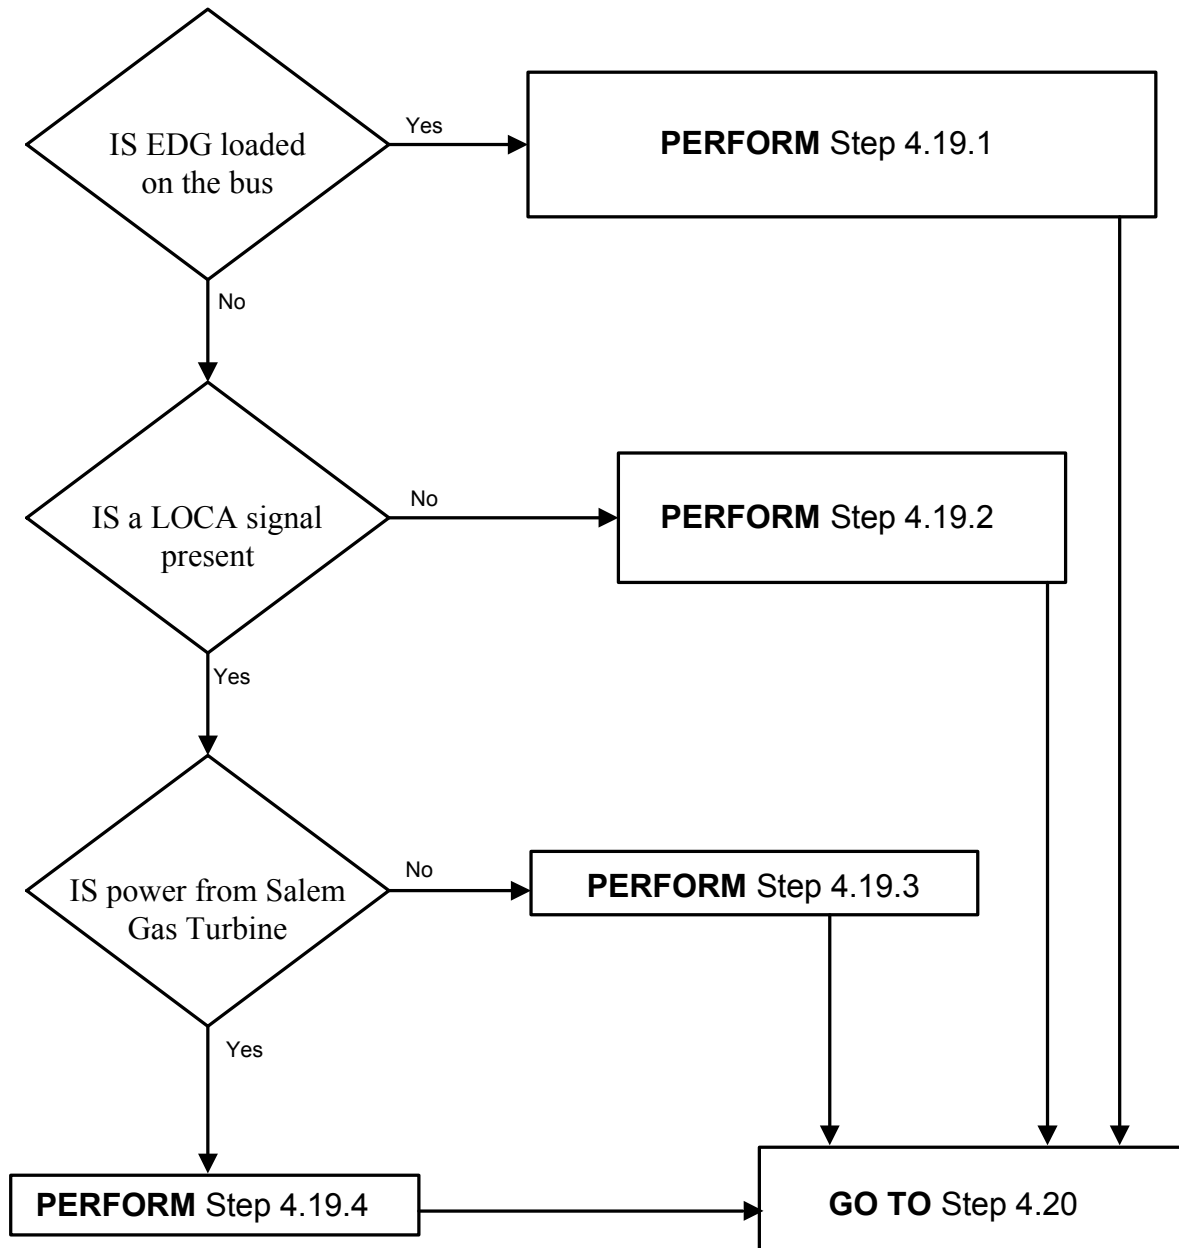 IS EDG loaded
on the bus
Yes
PERFORM Step 4.19.1
No
IS a LOCA signal
present
No
PERFORM Step 4.19.2
Yes
IS power from Salem
Gas Turbine
No
PERFORM Step 4.19.3
Yes
PERFORM Step 4.19.4
GO TO Step 4.20